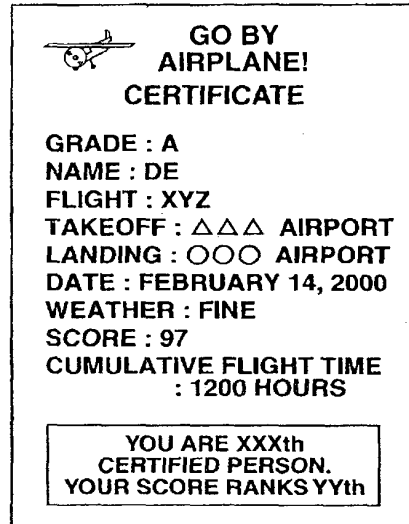 GO BY
AIRPLANE!
CERTIFICATE
GRADE : A
NAME : DE
FLIGHT : XYZ
TAKEOFF : △△△ AIRPORT
LANDING : ○○○ AIRPORT
DATE : FEBRUARY 14, 2000
WEATHER : FINE
SCORE : 97
CUMULATIVE FLIGHT TIME
: 1200 HOURS
YOU ARE XXXth
CERTIFIED PERSON.
YOUR SCORE RANKS YYth